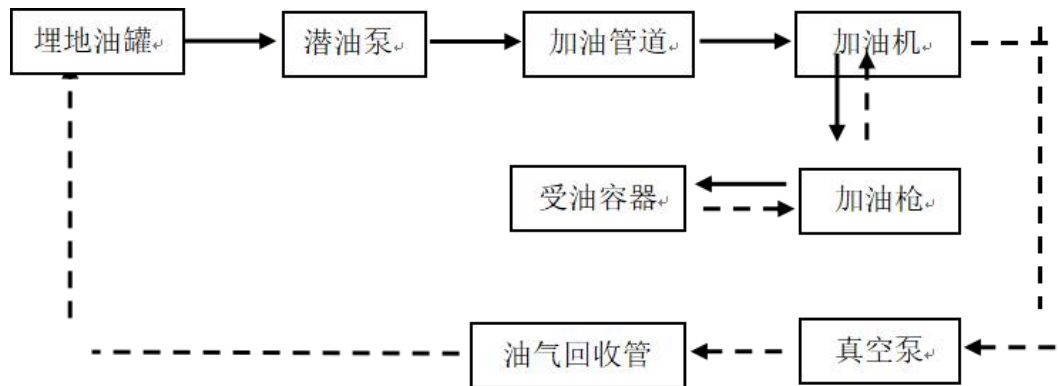 埋地油罐
潜油泵
加油管道
加油机
受油容器
加油枪
油气回收管
真空泵